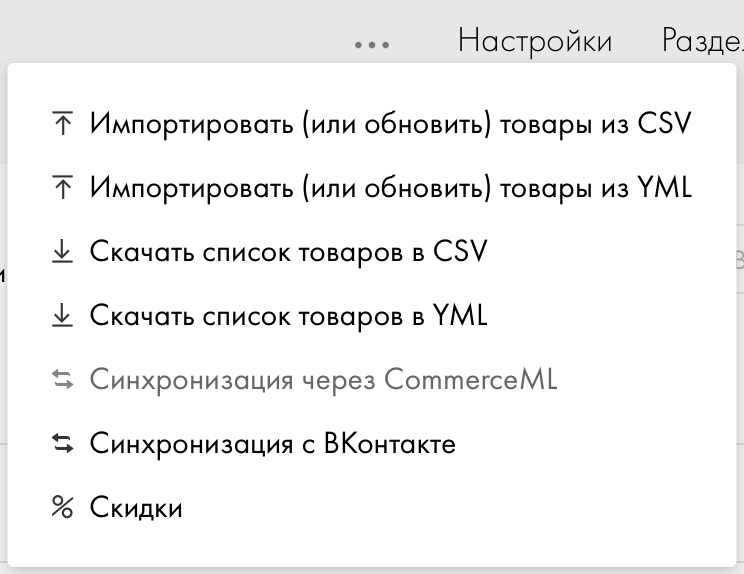 Настройки
Импортировать (или обновить) товары из CSV
Импортировать (или обновить) товары из YML
Скачать список товаров в CSV
Скачать список товаров в YML
Синхронизация через CommerceML
Синхронизация с ВКонтакте
Скидки